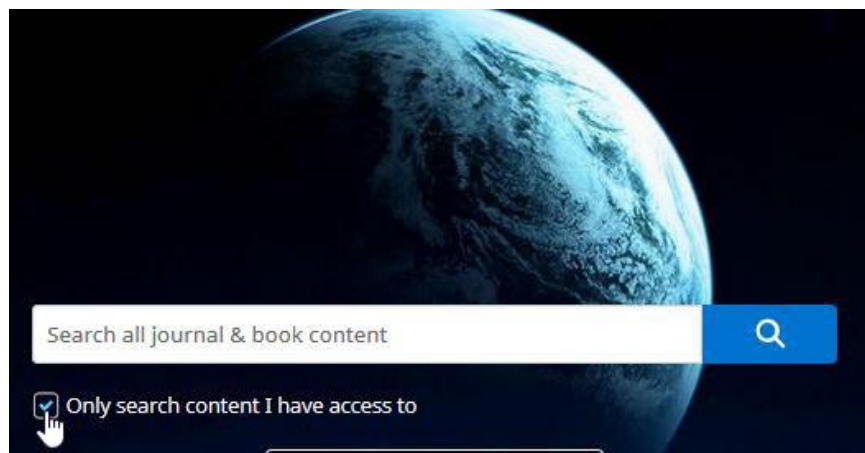 Search all journal & book content
Only search content I have access to